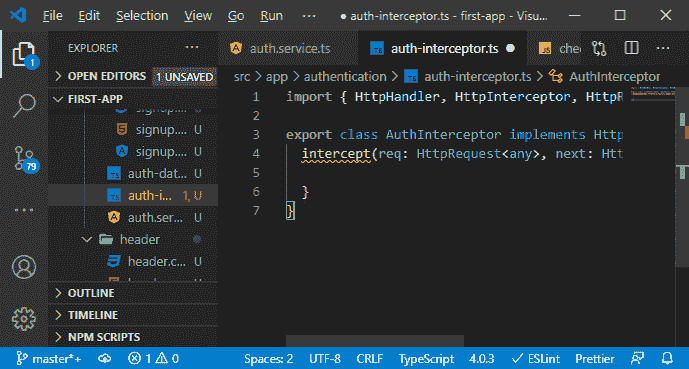 File Edit Selection View Go Run ... ● auth-interceptor.ts - first-app - Visu...
EXPLORER
auth.service.ts auth-interceptor.ts ● che
1
OPEN EDITORS 1 UNSAVED
src > app > authentication > auth-interceptor.ts > AuthInterceptor
FIRST-APP
1 import { HttpHandler, HttpInterceptor, HttpR
signup.... U
2
signup.... U
3 export class AuthInterceptor implements Http
signup.... U
4 intercept(req: HttpRequest<any>, next: Htt
79
auth-dat... U
5
auth-i... 1, U
6 }
auth.ser... U
7 }
header
header.c... U
OUTLINE
TIMELINE
NPM SCRIPTS
master*+ 1 0 Spaces: 2 UTF-8 CRLF TypeScript 4.0.3 ESLint Prettier